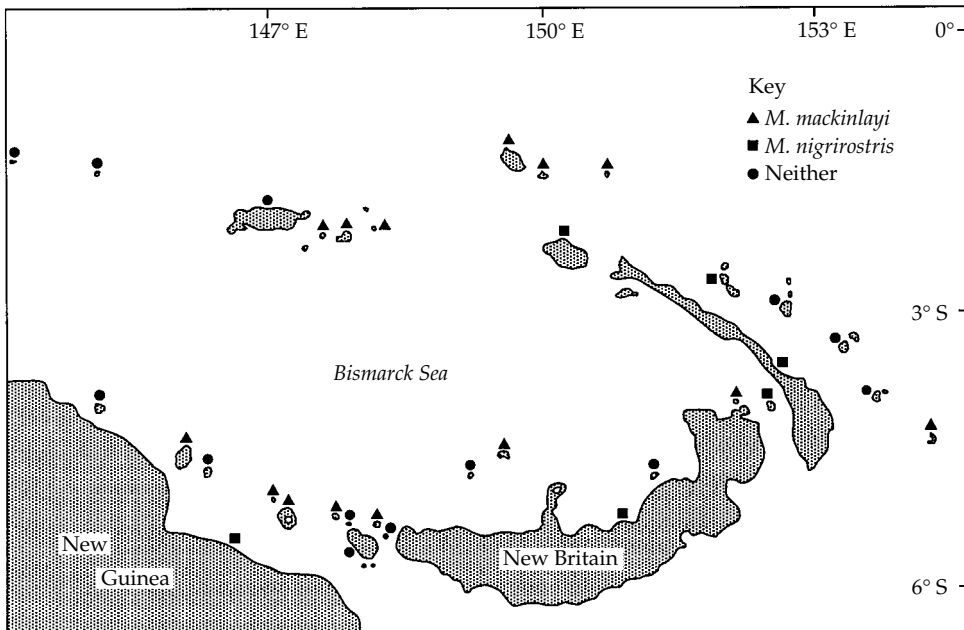 147° E
150° E
153° E
0°
Key
M. mackinlayi
M. nigrirostris
Neither
3° S
Bismarck Sea
New
Guinea
New Britain
6° S